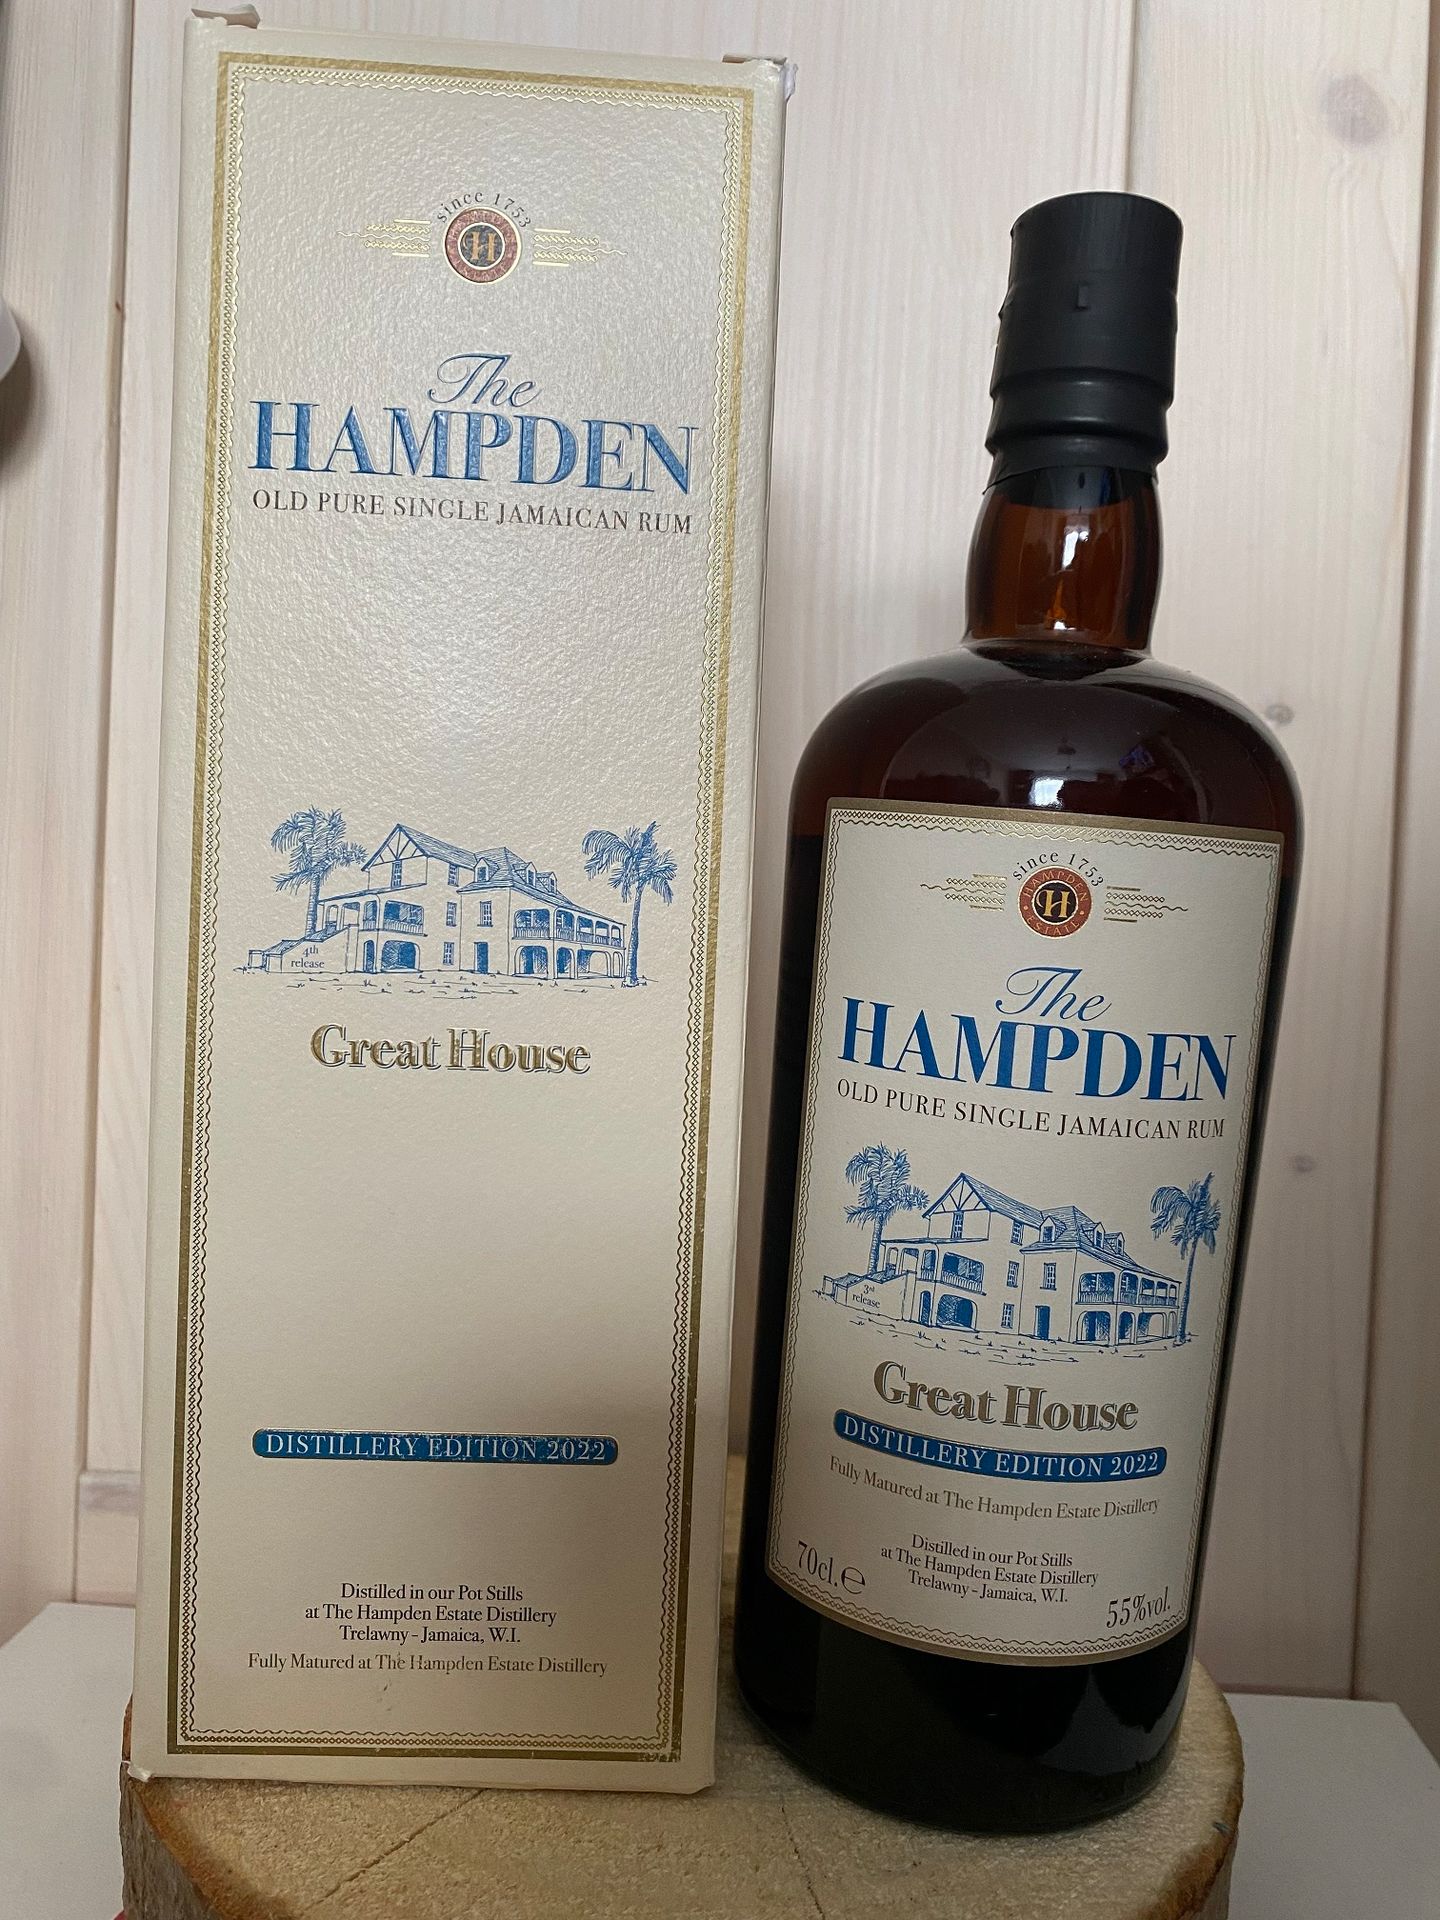 since 1753
HAMPDEN
H
ESTATE
The
HAMPDEN
OLD PURE SINGLE JAMAICAN RUM
4th
release
Great House
DISTILLERY EDITION 2022
Distilled in our Pot Stills
at The Hampden Estate Distillery
Trelawny - Jamaica, W.I.
Fully Matured at The Hampden Estate Distillery
since 1753
HAMPDEN
H
ESTATE
The
HAMPDEN
OLD PURE SINGLE JAMAICAN RUM
3rd
release
Great House
DISTILLERY EDITION 2022
Fully Matured at The Hampden Estate Distillery
Distilled in our Pot Stills
at The Hampden Estate Distillery
Trelawny - Jamaica, W.I.
70cl. ℮
55%vol.